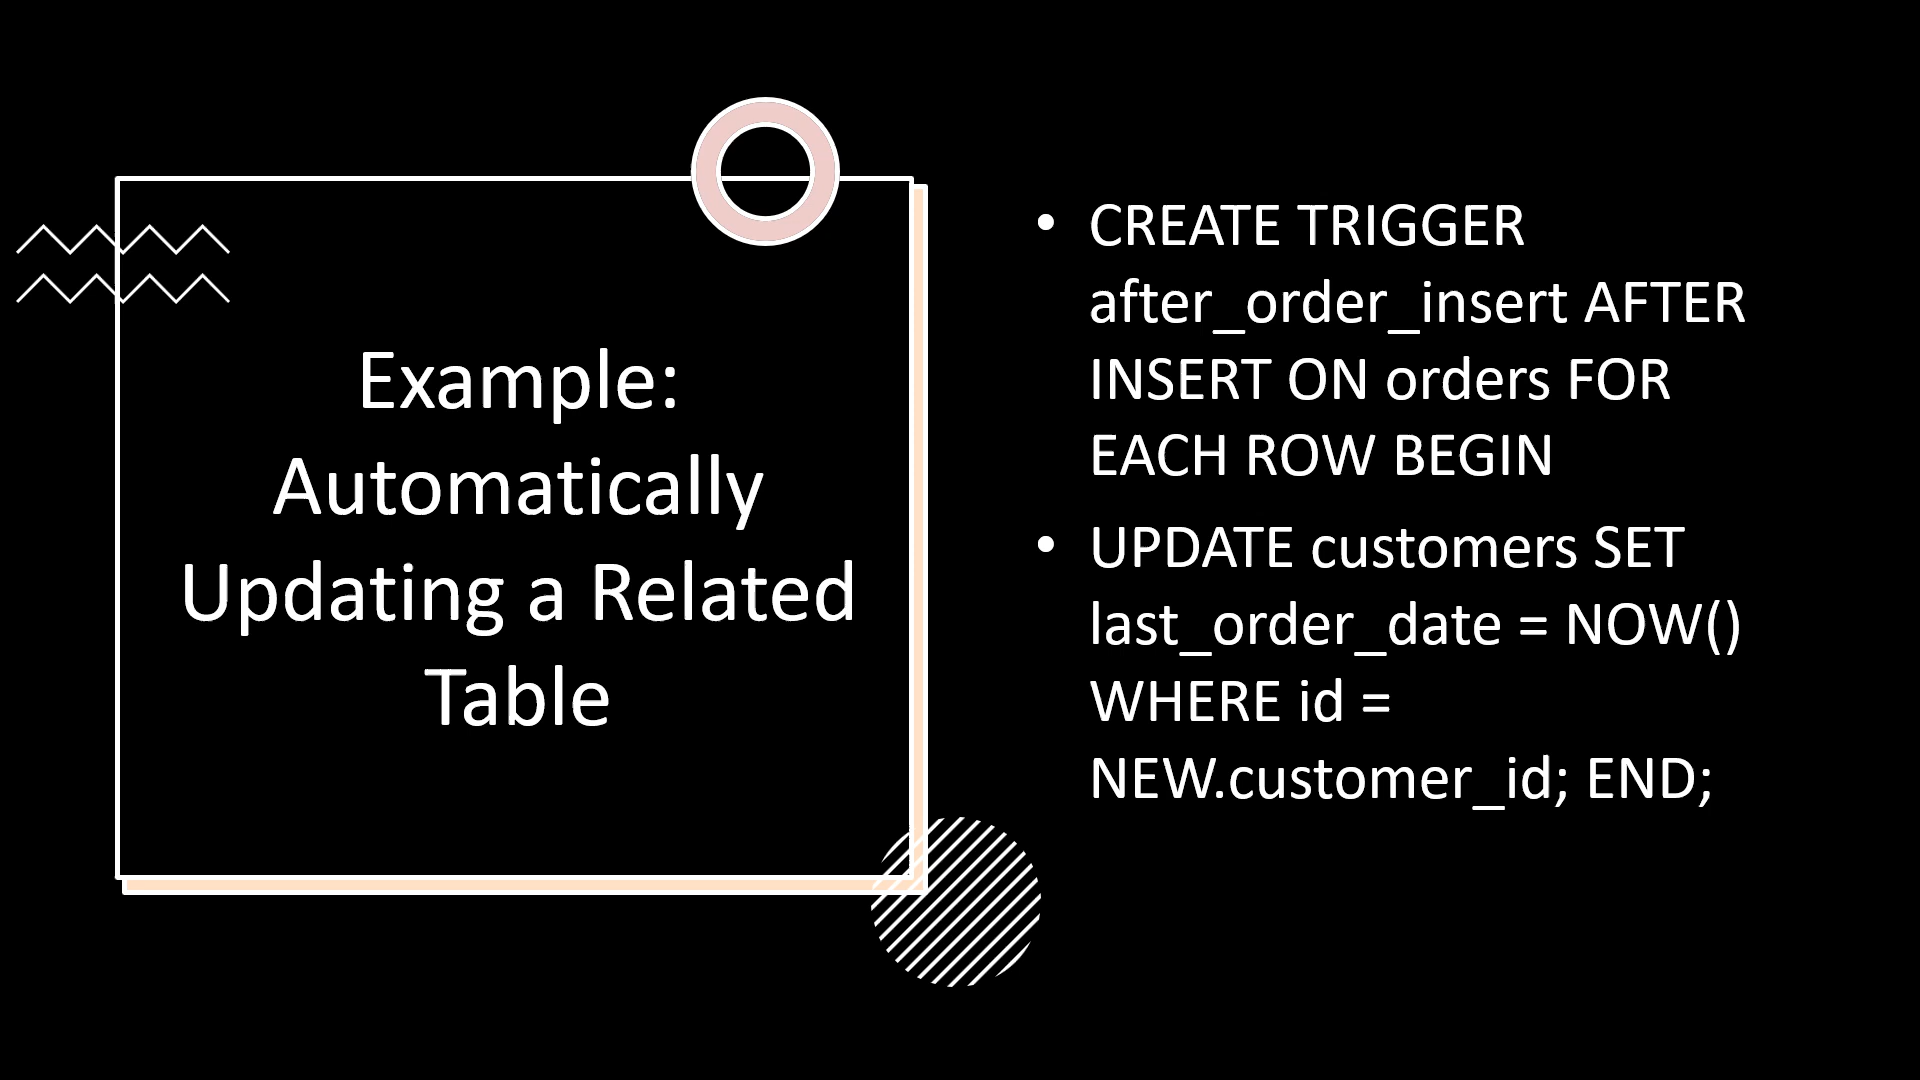 Example:
Automatically
Updating a Related
Table
• CREATE TRIGGER
after_order_insert AFTER
INSERT ON orders FOR
EACH ROW BEGIN
• UPDATE customers SET
last_order_date = NOW()
WHERE id =
NEW.customer_id; END;